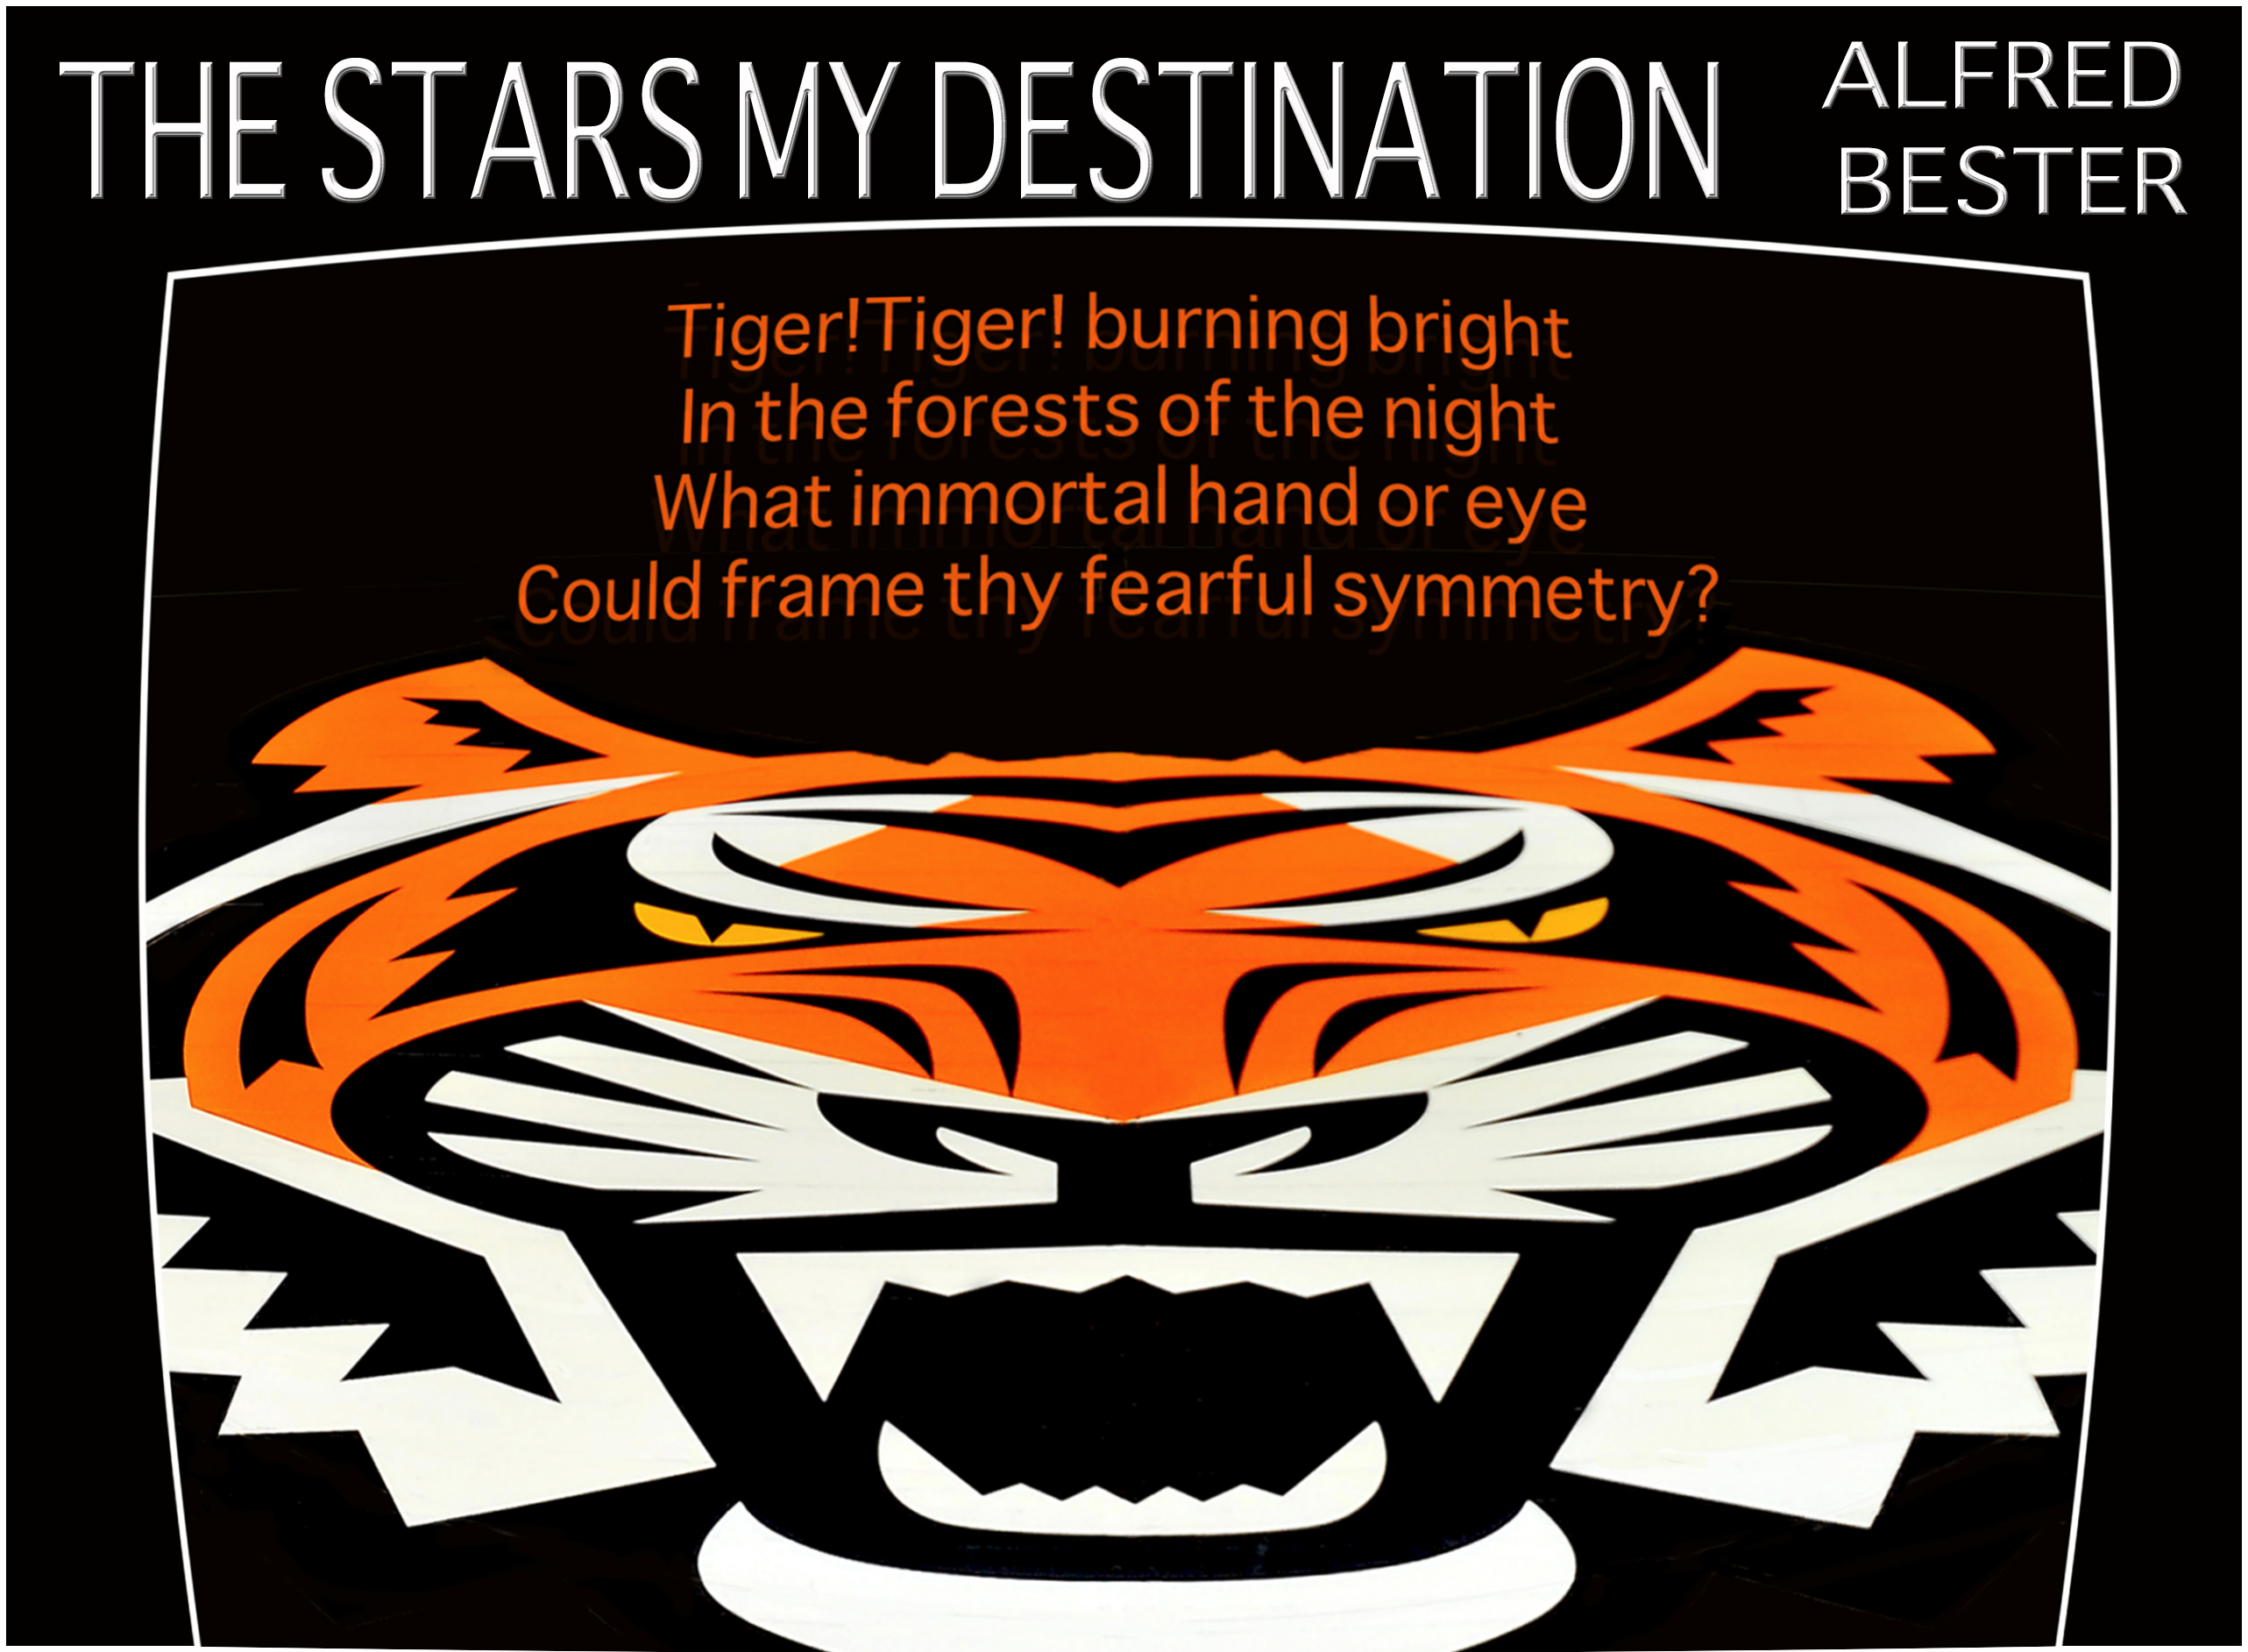 THE STARS MY DESTINATION
ALFRED
BESTER
Tiger! Tiger! burning bright
In the forests of the night
What immortal hand or eye
Could frame thy fearful symmetry?